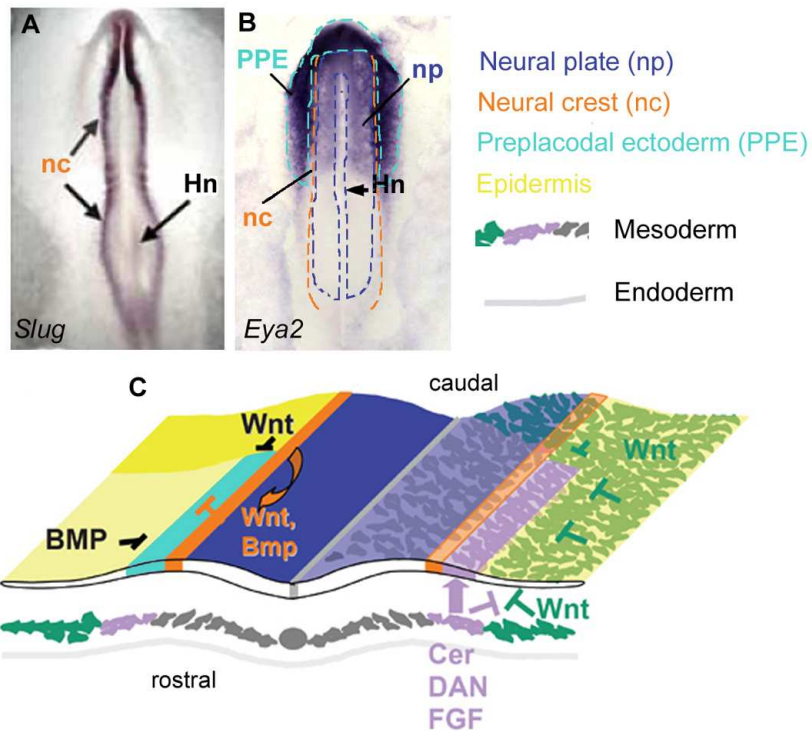 A
nc
Hn
Slug
B
PPE
np
nc
Hn
Eya2
Neural plate (np)
Neural crest (nc)
Preplacodal ectoderm (PPE)
Epidermis
Mesoderm
Endoderm
C
caudal
Wnt
Wnt
BMP
Wnt,
Bmp
Wnt
rostral
Cer
DAN
FGF